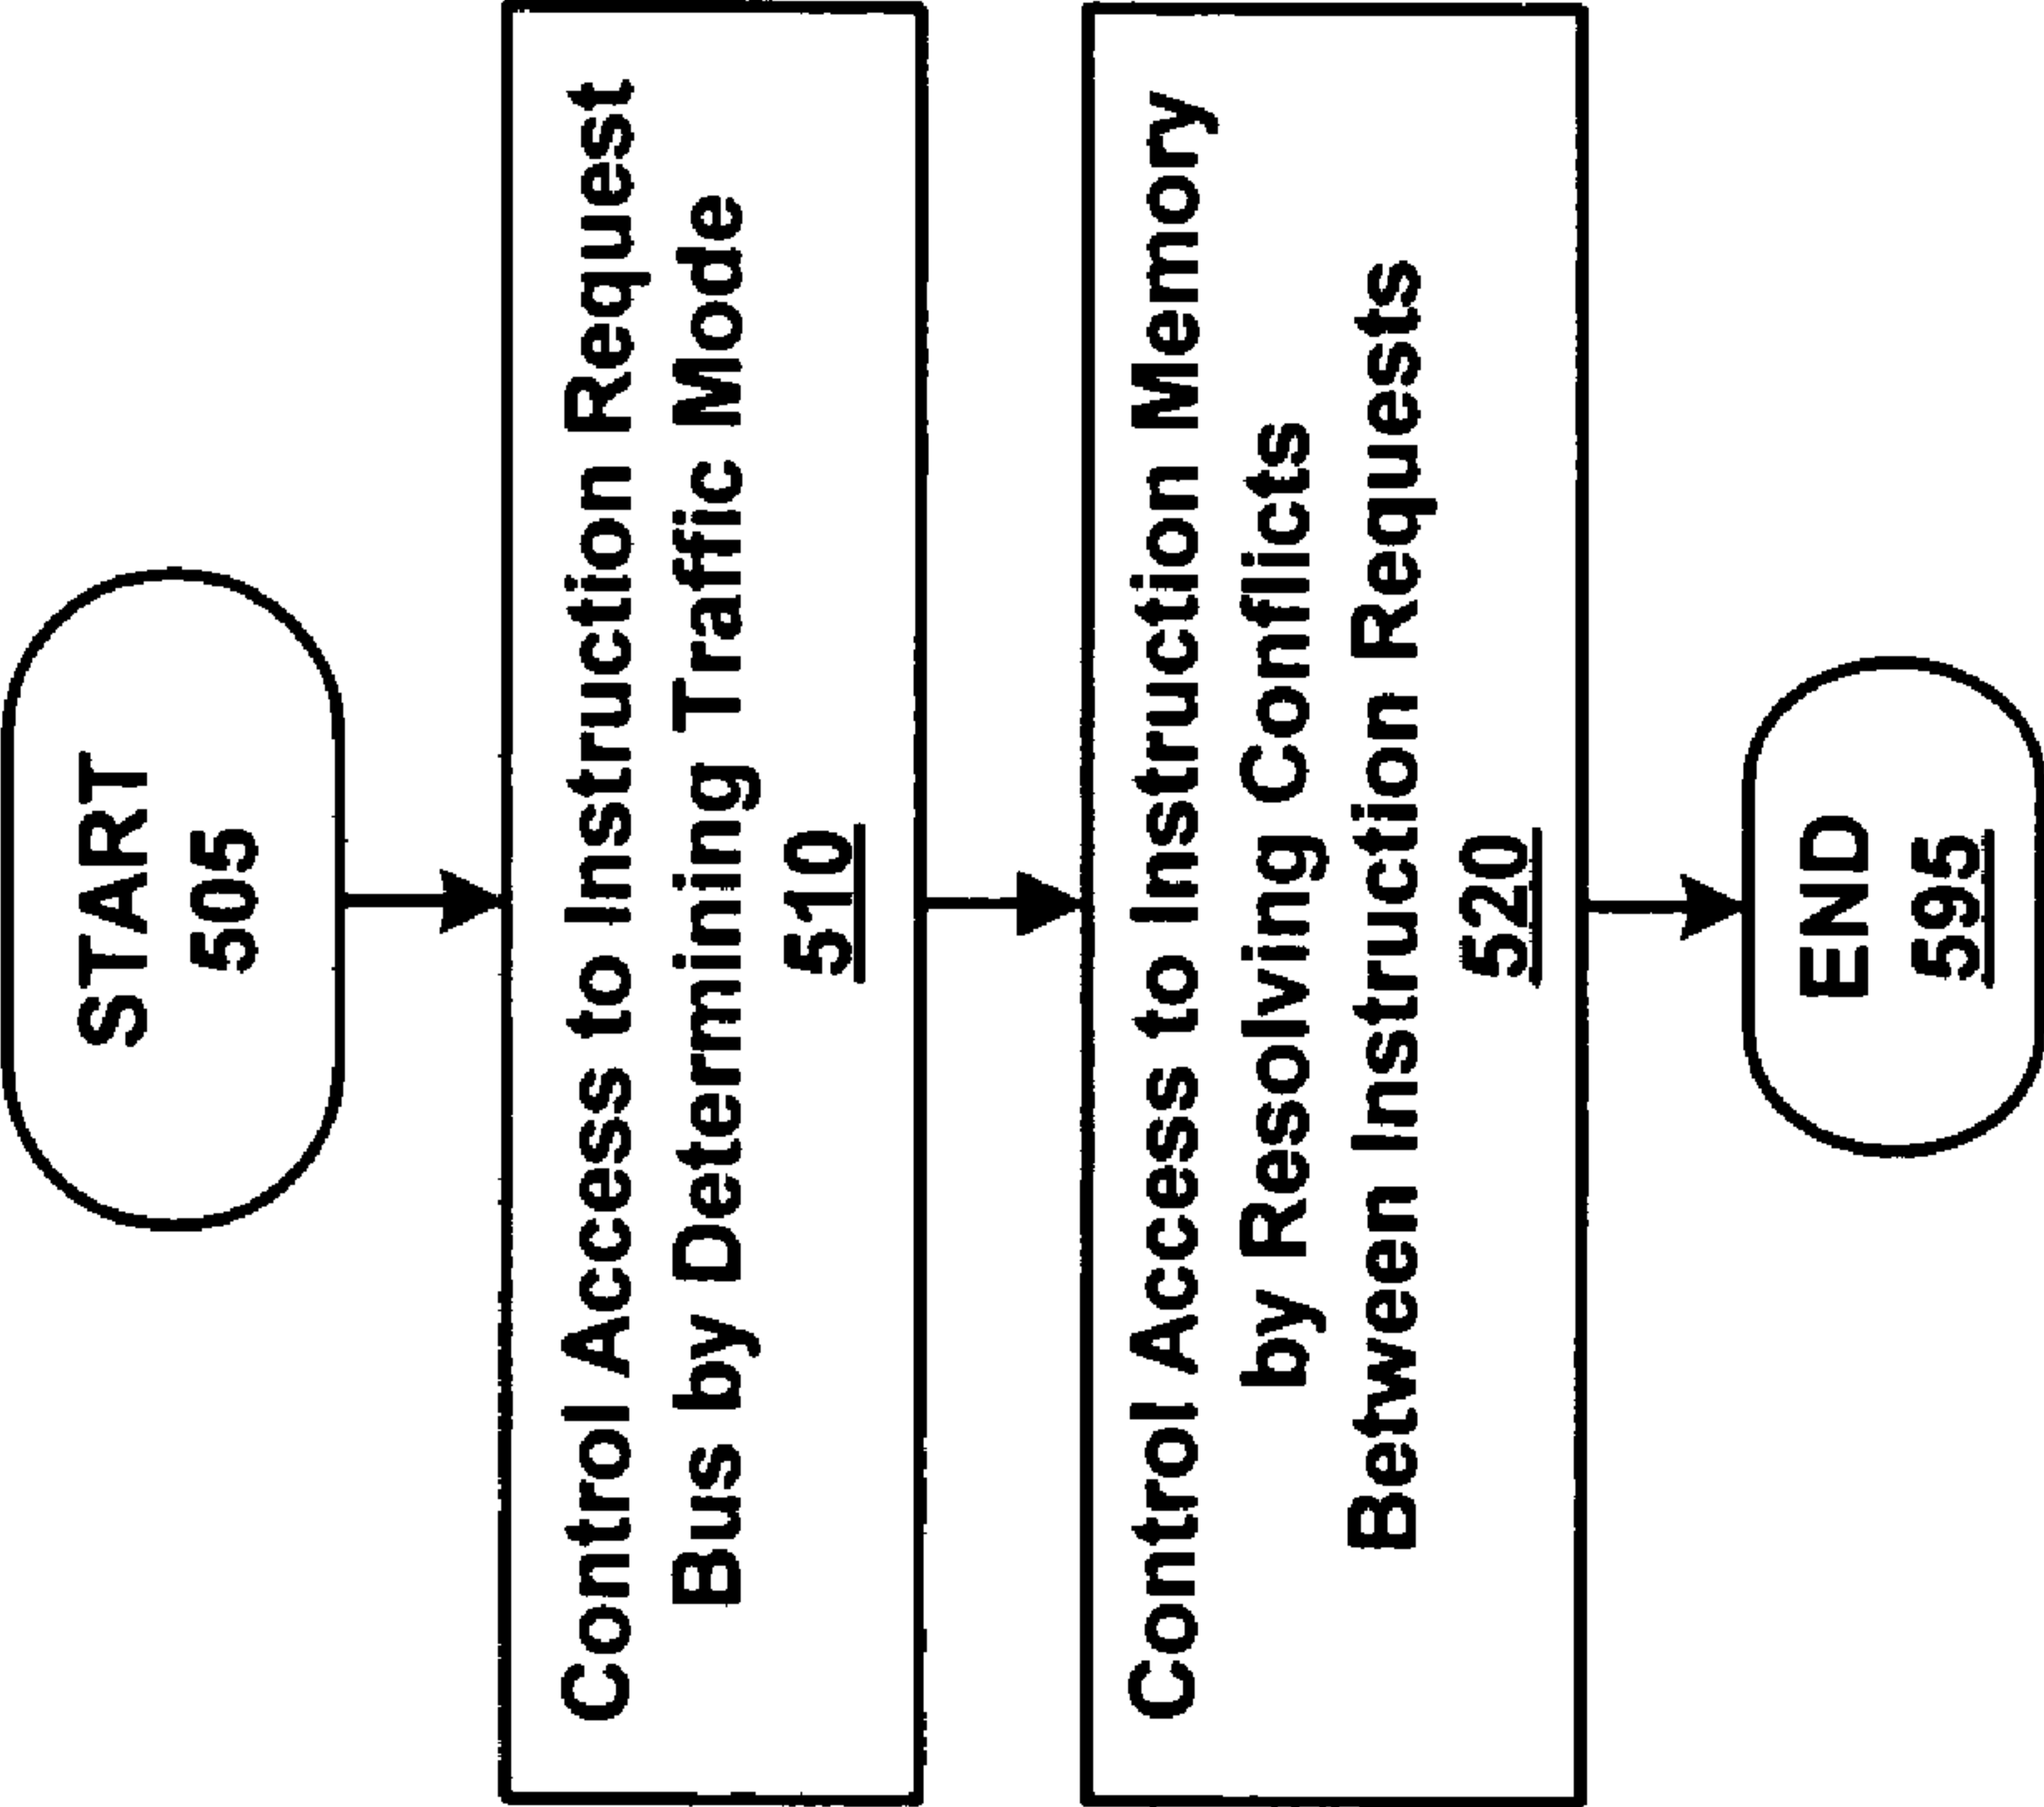 START
505
Control Access to Instruction Request
Bus by Determining Traffic Mode
510
Control Access to Instruction Memory
by Resolving Conflicts
Between Instruction Requests
520
END
595